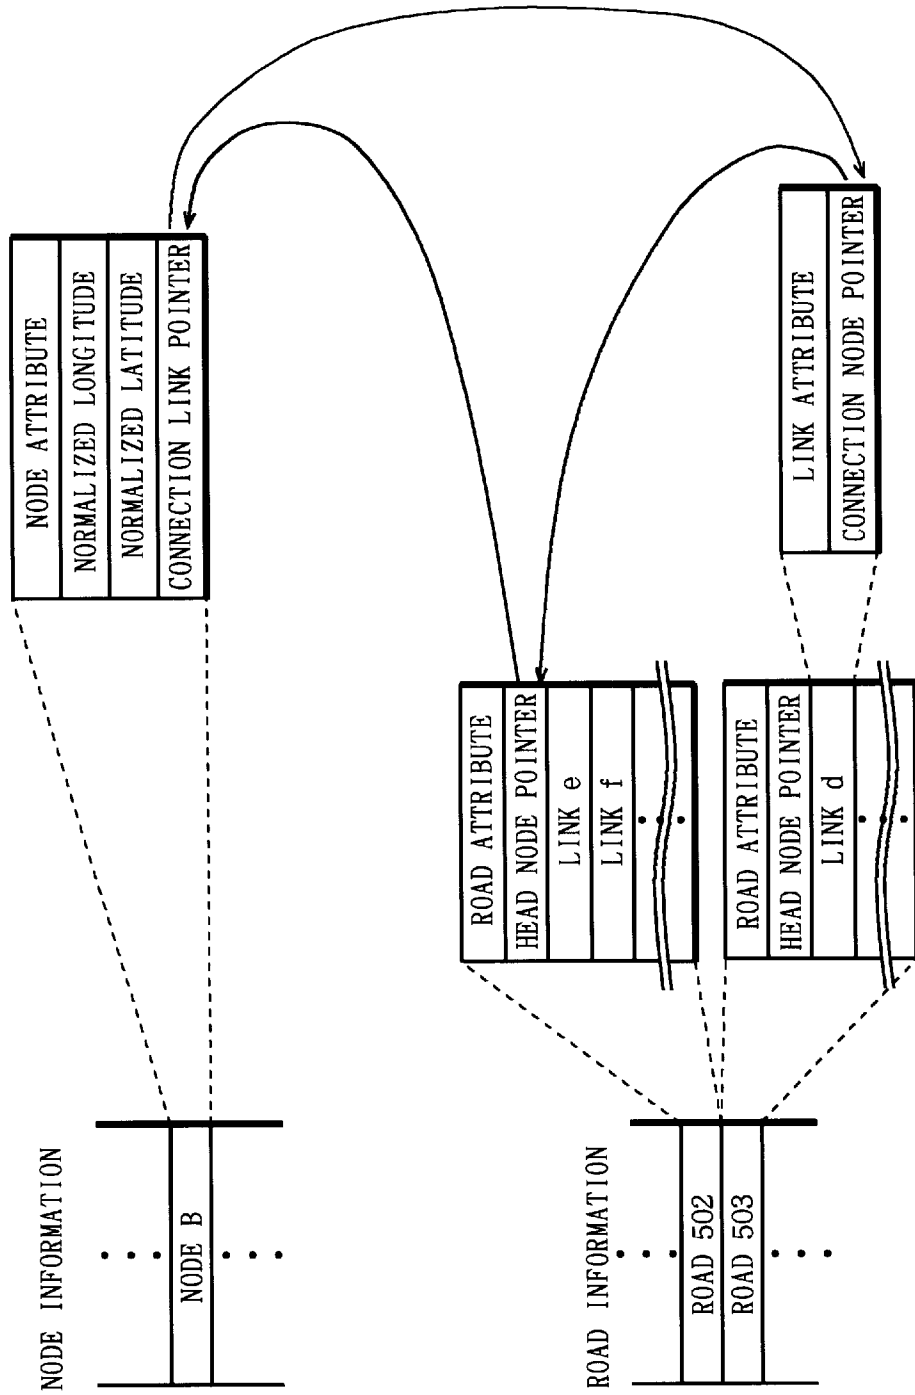 NODE INFORMATION
NODE B
NODE ATTRIBUTE
NORMALIZED LONGITUDE
NORMALIZED LATITUDE
CONNECTION LINK POINTER
ROAD INFORMATION
ROAD 502
ROAD 503
ROAD ATTRIBUTE
HEAD NODE POINTER
LINK e
LINK f
ROAD ATTRIBUTE
HEAD NODE POINTER
LINK d
LINK ATTRIBUTE
CONNECTION NODE POINTER